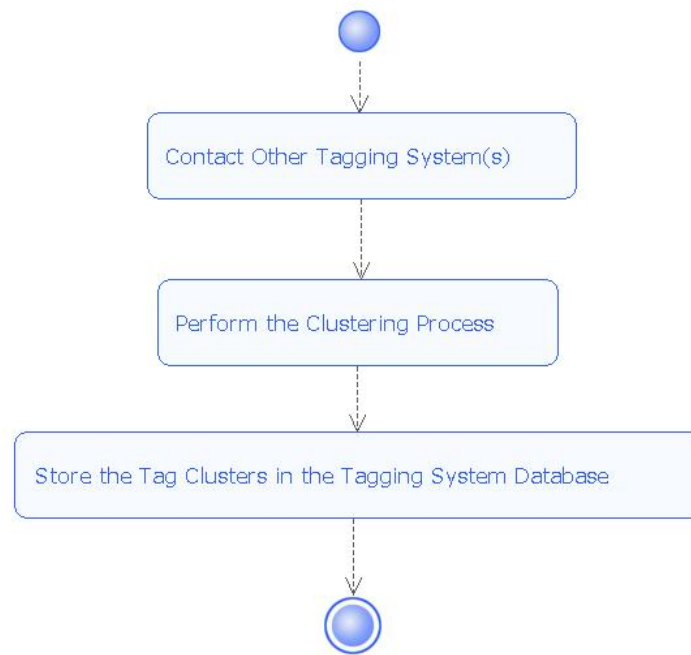 Contact Other Tagging System(s)
Perform the Clustering Process
Store the Tag Clusters in the Tagging System Database